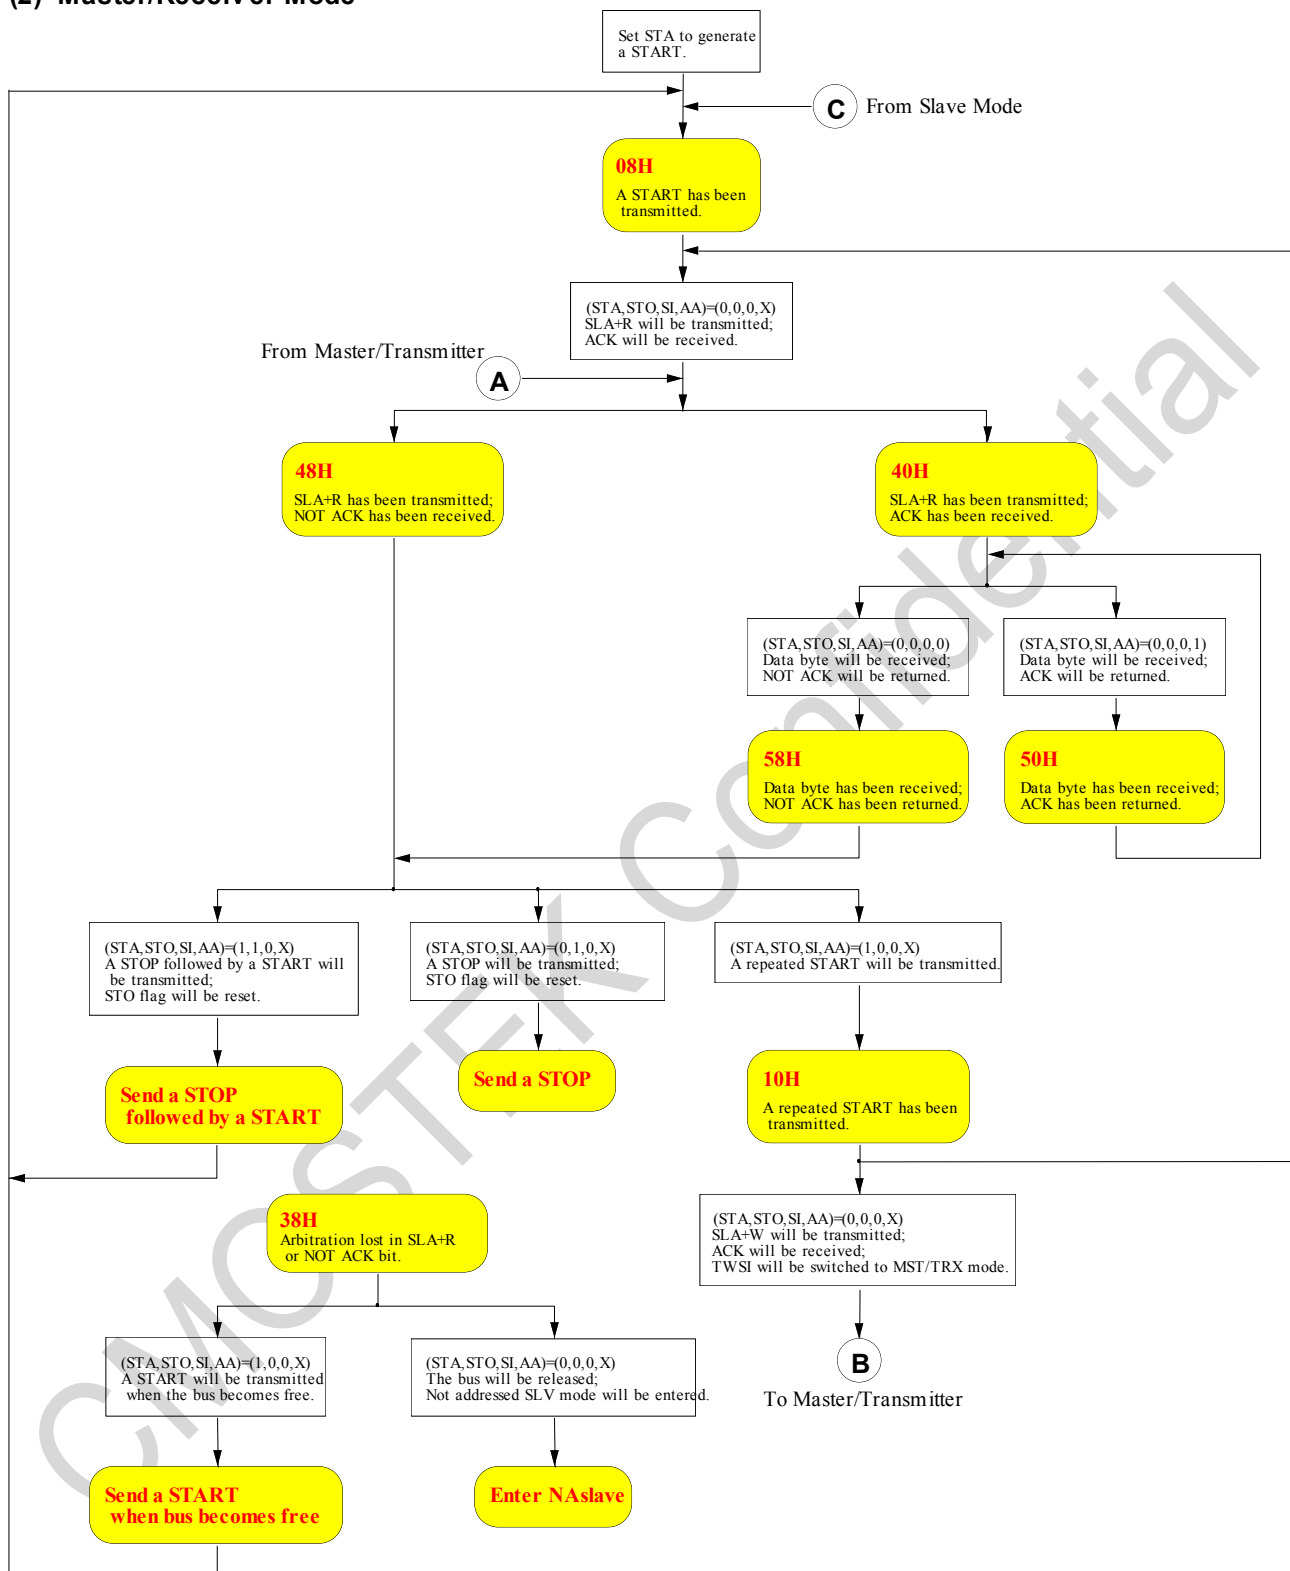 (2) Master/Receiver Mode
Set STA to generate
a START.
C
From Slave Mode
08H
A START has been
transmitted.
(STA,STO,SI,AA)=(0,0,0,X)
SLA+R will be transmitted;
ACK will be received.
From Master/Transmitter
A
48H
SLA+R has been transmitted;
NOT ACK has been received.
40H
SLA+R has been transmitted;
ACK has been received.
(STA,STO,SI,AA)=(0,0,0,0)
Data byte will be received;
NOT ACK will be returned.
(STA,STO,SI,AA)=(0,0,0,1)
Data byte will be received;
ACK will be returned.
58H
Data byte has been received;
NOT ACK has been returned.
50H
Data byte has been received;
ACK has been returned.
(STA,STO,SI,AA)=(1,1,0,X)
A STOP followed by a START will
be transmitted;
STO flag will be reset.
(STA,STO,SI,AA)=(0,1,0,X)
A STOP will be transmitted;
STO flag will be reset.
(STA,STO,SI,AA)=(1,0,0,X)
A repeated START will be transmitted.
Send a STOP
followed by a START
Send a STOP
10H
A repeated START has been
transmitted.
38H
Arbitration lost in SLA+R
or NOT ACK bit.
(STA,STO,SI,AA)=(0,0,0,X)
SLA+W will be transmitted;
ACK will be received;
TWSI will be switched to MST/TRX mode.
(STA,STO,SI,AA)=(1,0,0,X)
A START will be transmitted
when the bus becomes free.
(STA,STO,SI,AA)=(0,0,0,X)
The bus will be released;
Not addressed SLV mode will be entered.
B
To Master/Transmitter
Send a START
when bus becomes free
Enter NAslave
CMOSTEK Confidential